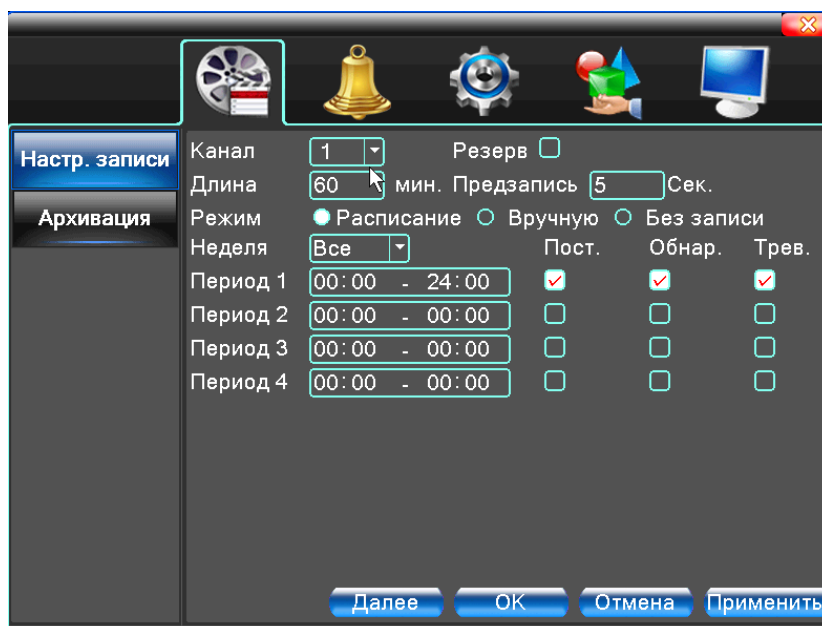 Настр. записи
Архивация
Канал 1 Резерв
Длина 60 мин. Предзапись 5 Сек.
Режим Расписание Вручную Без записи
Неделя Все Пост. Обнар. Трев.
Период 1 00:00 - 24:00
Период 2 00:00 - 00:00
Период 3 00:00 - 00:00
Период 4 00:00 - 00:00
Далее OK Отмена Применить